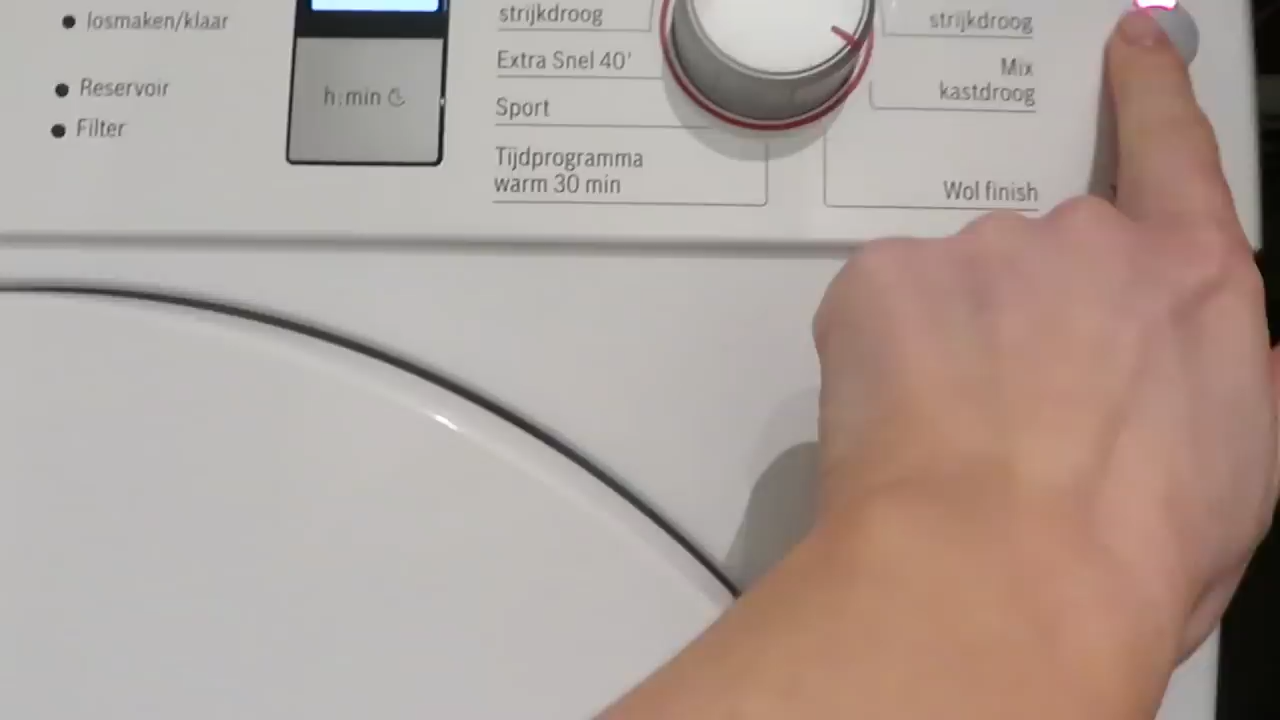 losmaken/klaar
Reservoir
Filter
h:min
strijkdroog
Extra Snel 40'
Sport
Tijdprogramma
warm 30 min
strijkdroog
Mix
kastdroog
Wol finish